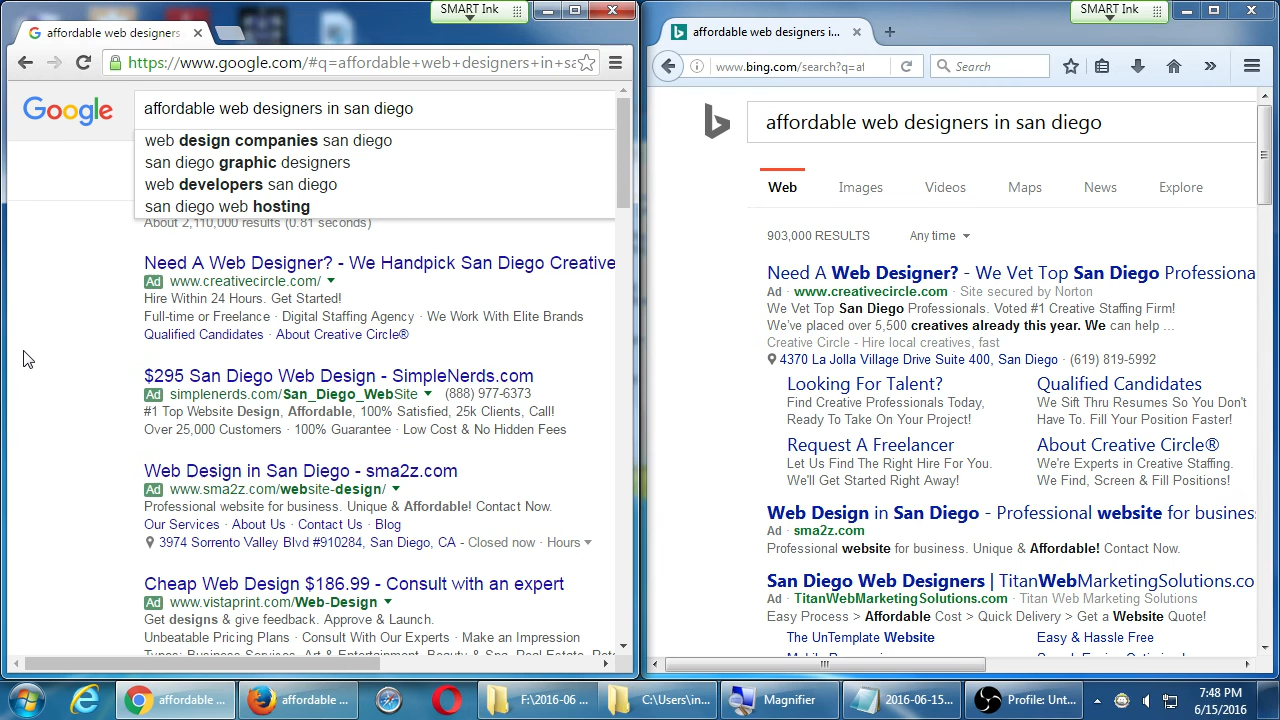 SMART Ink
affordable web designers
https://www.google.com/#q=affordable+web+designers+in+sa
Google
affordable web designers in san diego
web design companies san diego
san diego graphic designers
web developers san diego
san diego web hosting
About 2,110,000 results (0.81 seconds)
Need A Web Designer? - We Handpick San Diego Creative
Ad www.creativecircle.com/
Hire Within 24 Hours. Get Started!
Full-time or Freelance · Digital Staffing Agency · We Work With Elite Brands
Qualified Candidates · About Creative Circle®
$295 San Diego Web Design - SimpleNerds.com
Ad simplenerds.com/San_Diego_WebSite (888) 977-6373
#1 Top Website Design, Affordable, 100% Satisfied, 25k Clients, Call!
Over 25,000 Customers · 100% Guarantee · Low Cost & No Hidden Fees
Web Design in San Diego - sma2z.com
Ad www.sma2z.com/website-design/
Professional website for business. Unique & Affordable! Contact Now.
Our Services · About Us · Contact Us · Blog
3974 Sorrento Valley Blvd #910284, San Diego, CA - Closed now · Hours
Cheap Web Design $186.99 - Consult with an expert
Ad www.vistaprint.com/Web-Design
Get designs & give feedback. Approve & Launch.
Unbeatable Pricing Plans · Consult With Our Experts · Make an Impression
Types: Business Services, Art & Entertainment, Beauty & Spa, Real Estate
SMART Ink
affordable web designers i...
www.bing.com/search?q=af
Search
affordable web designers in san diego
Web Images Videos Maps News Explore
903,000 RESULTS Any time
Need A Web Designer? - We Vet Top San Diego Professiona
Ad · www.creativecircle.com · Site secured by Norton
We Vet Top San Diego Professionals. Voted #1 Creative Staffing Firm!
We've placed over 5,500 creatives already this year. We can help ...
Creative Circle - Hire local creatives, fast
4370 La Jolla Village Drive Suite 400, San Diego · (619) 819-5992
Looking For Talent?
Find Creative Professionals Today,
Ready To Take On Your Project!
Qualified Candidates
We Sift Thru Resumes So You Don't
Have To. Fill Your Position Faster!
Request A Freelancer
Let Us Find The Right Hire For You.
We'll Get Started Right Away!
About Creative Circle®
We're Experts in Creative Staffing.
We Find, Screen & Fill Positions!
Web Design in San Diego - Professional website for busines
Ad · sma2z.com
Professional website for business. Unique & Affordable! Contact Now.
San Diego Web Designers | TitanWebMarketingSolutions.co
Ad · TitanWebMarketingSolutions.com · Titan Web Marketing Solutions
Easy Process > Affordable Cost > Quick Delivery > Get a Website Quote!
The UnTemplate Website Easy & Hassle Free
affordable ...
affordable ...
F:\2016-06 ...
C:\Users\in...
Magnifier
2016-06-15...
Profile: Unt...
7:48 PM
6/15/2016